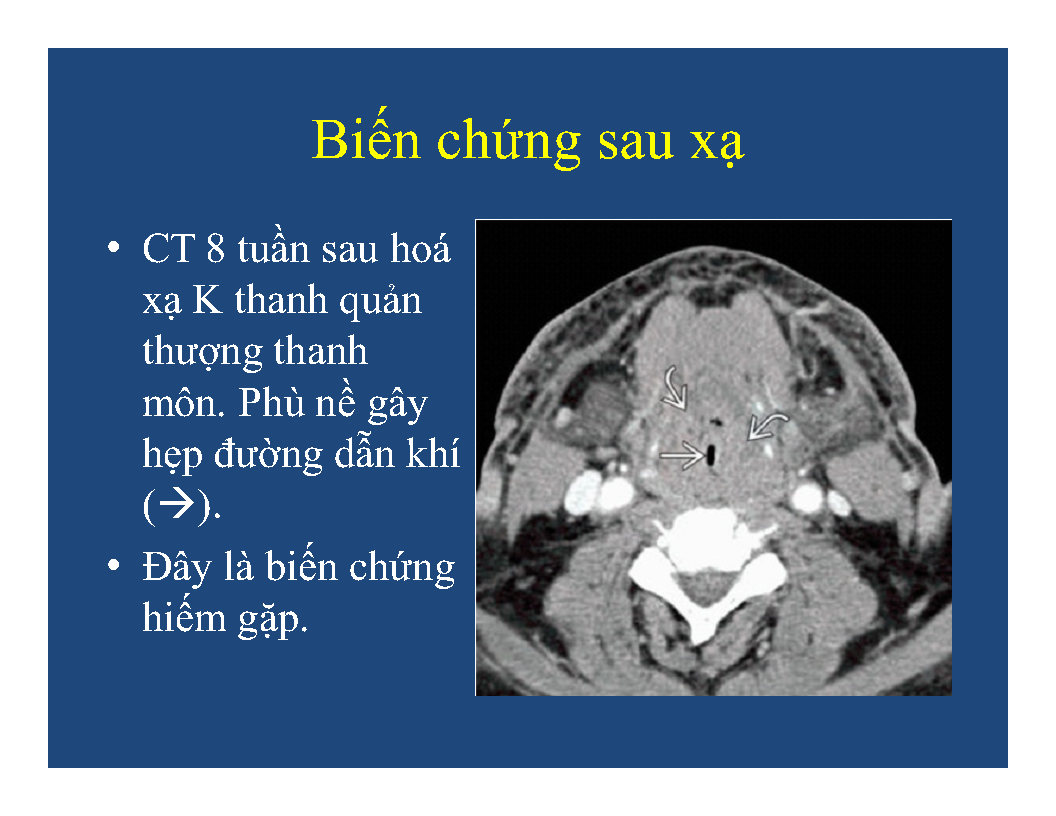 Biến chứng sau xạ
• CT 8 tuần sau hoá
xạ K thanh quản
thượng thanh
môn. Phù nề gây
hẹp đường dẫn khí
(→).
• Đây là biến chứng
hiếm gặp.